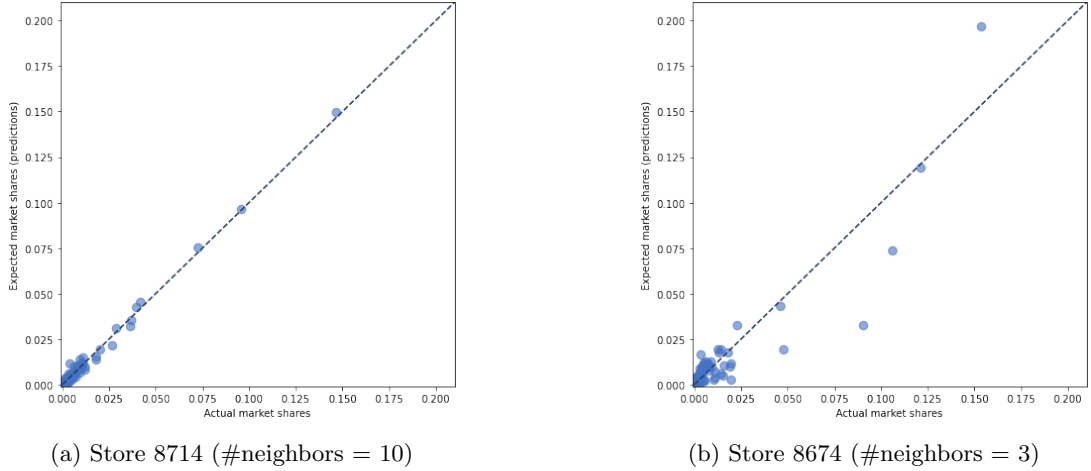 0.200
0.175
0.150
0.125
0.100
0.075
0.050
0.025
0.000
Expected market shares (predictions)
0.000 0.025 0.050 0.075 0.100 0.125 0.150 0.175 0.200
Actual market shares
(a) Store 8714 (#neighbors = 10)
0.200
0.175
0.150
0.125
0.100
0.075
0.050
0.025
0.000
Expected market shares (predictions)
0.000 0.025 0.050 0.075 0.100 0.125 0.150 0.175 0.200
Actual market shares
(b) Store 8674 (#neighbors = 3)